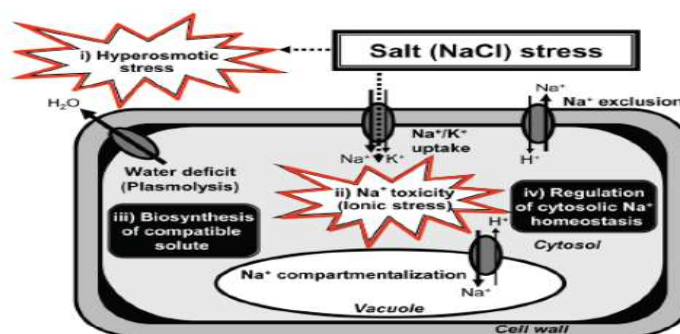 Salt (NaCl) stress
i) Hyperosmotic
stress
H₂O
Na⁺
Na⁺ exclusion
H⁺
Na⁺/K⁺
uptake
Na⁺ K⁺
Water deficit
(Plasmolysis)
ii) Na⁺ toxicity
(Ionic stress)
iii) Biosynthesis
of compatible
solute
iv) Regulation
of cytosolic Na⁺
homeostasis
H⁺
Cytosol
Na⁺ compartmentalization
Na⁺
Vacuole
Cell wall